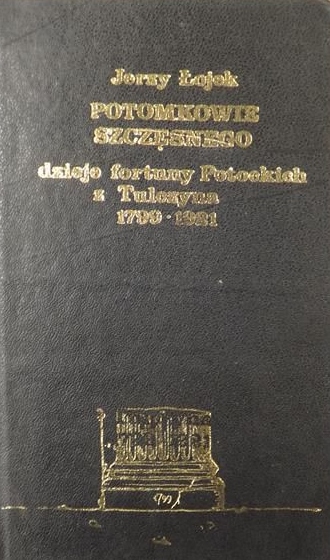 Jerzy Łojek
POTOMKOWIE
SZCZĘSNEGO
dzieje fortuny Potockich
z Tulczyna
1799-1921